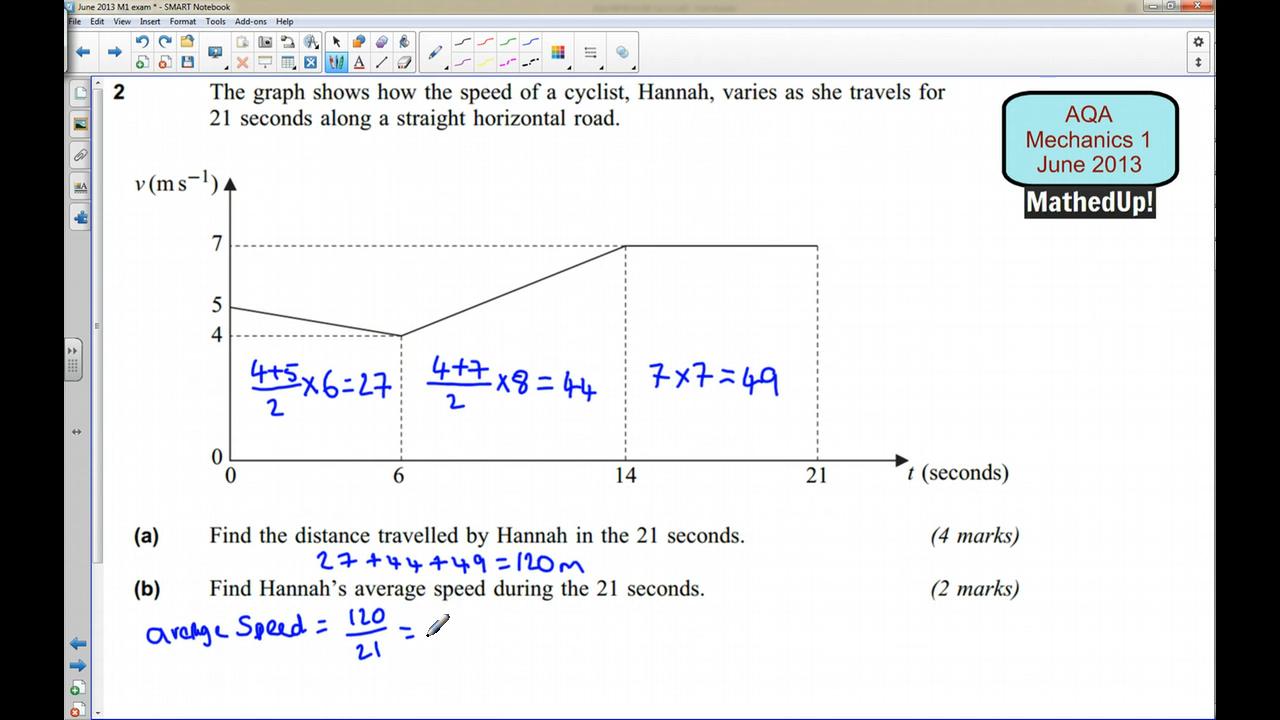 June 2013 M1 exam * - SMART Notebook
File Edit View Insert Format Tools Add-ons Help
2 The graph shows how the speed of a cyclist, Hannah, varies as she travels for
21 seconds along a straight horizontal road.
AQA
Mechanics 1
June 2013
MathedUp!
v (m s⁻¹)
7
5
4
4+5/2 × 6 = 27
4+7/2 × 8 = 44
7 × 7 = 49
0
0 6 14 21 t (seconds)
(a) Find the distance travelled by Hannah in the 21 seconds. (4 marks)
27 + 44 + 49 = 120m
(b) Find Hannah's average speed during the 21 seconds. (2 marks)
average Speed = 120/21 =